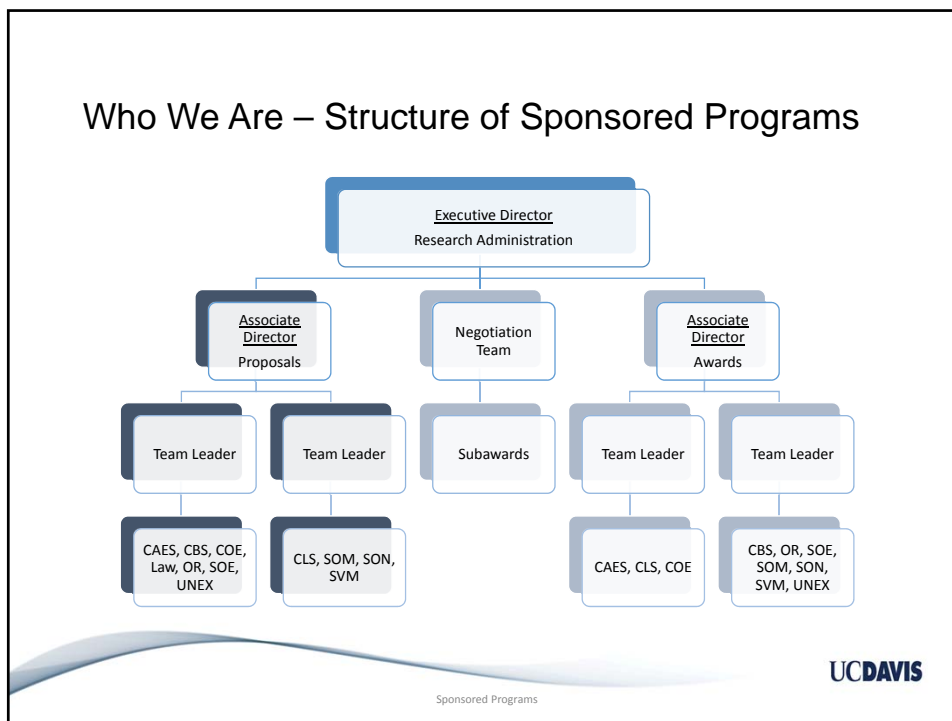 Who We Are – Structure of Sponsored Programs
Executive Director
Research Administration
Associate
Director
Proposals
Negotiation
Team
Associate
Director
Awards
Team Leader
Team Leader
Subawards
Team Leader
Team Leader
CAES, CBS, COE,
Law, OR, SOE,
UNEX
CLS, SOM, SON,
SVM
CAES, CLS, COE
CBS, OR, SOE,
SOM, SON,
SVM, UNEX
UCDAVIS
Sponsored Programs